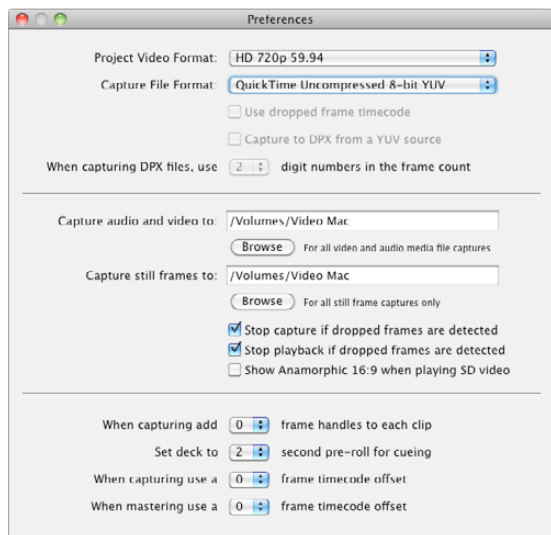 Preferences
Project Video Format: HD 720p 59.94
Capture File Format: QuickTime Uncompressed 8-bit YUV
Use dropped frame timecode
Capture to DPX from a YUV source
When capturing DPX files, use 2 digit numbers in the frame count
Capture audio and video to: /Volumes/Video Mac
Browse For all video and audio media file captures
Capture still frames to: /Volumes/Video Mac
Browse For all still frame captures only
Stop capture if dropped frames are detected
Stop playback if dropped frames are detected
Show Anamorphic 16:9 when playing SD video
When capturing add 0 frame handles to each clip
Set deck to 2 second pre-roll for cueing
When capturing use a 0 frame timecode offset
When mastering use a 0 frame timecode offset